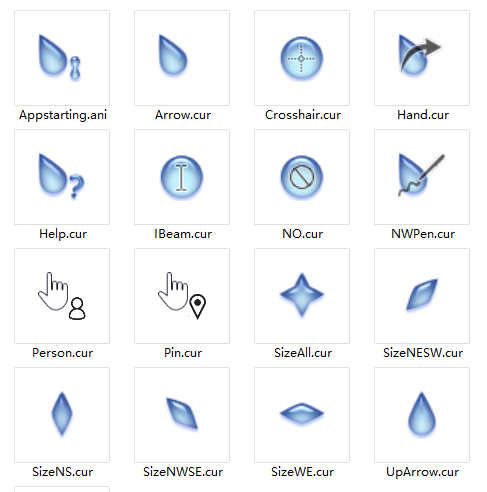 Appstarting.ani
Arrow.cur
Crosshair.cur
Hand.cur
Help.cur
IBeam.cur
NO.cur
NWPen.cur
Person.cur
Pin.cur
SizeAll.cur
SizeNESW.cur
SizeNS.cur
SizeNWSE.cur
SizeWE.cur
UpArrow.cur